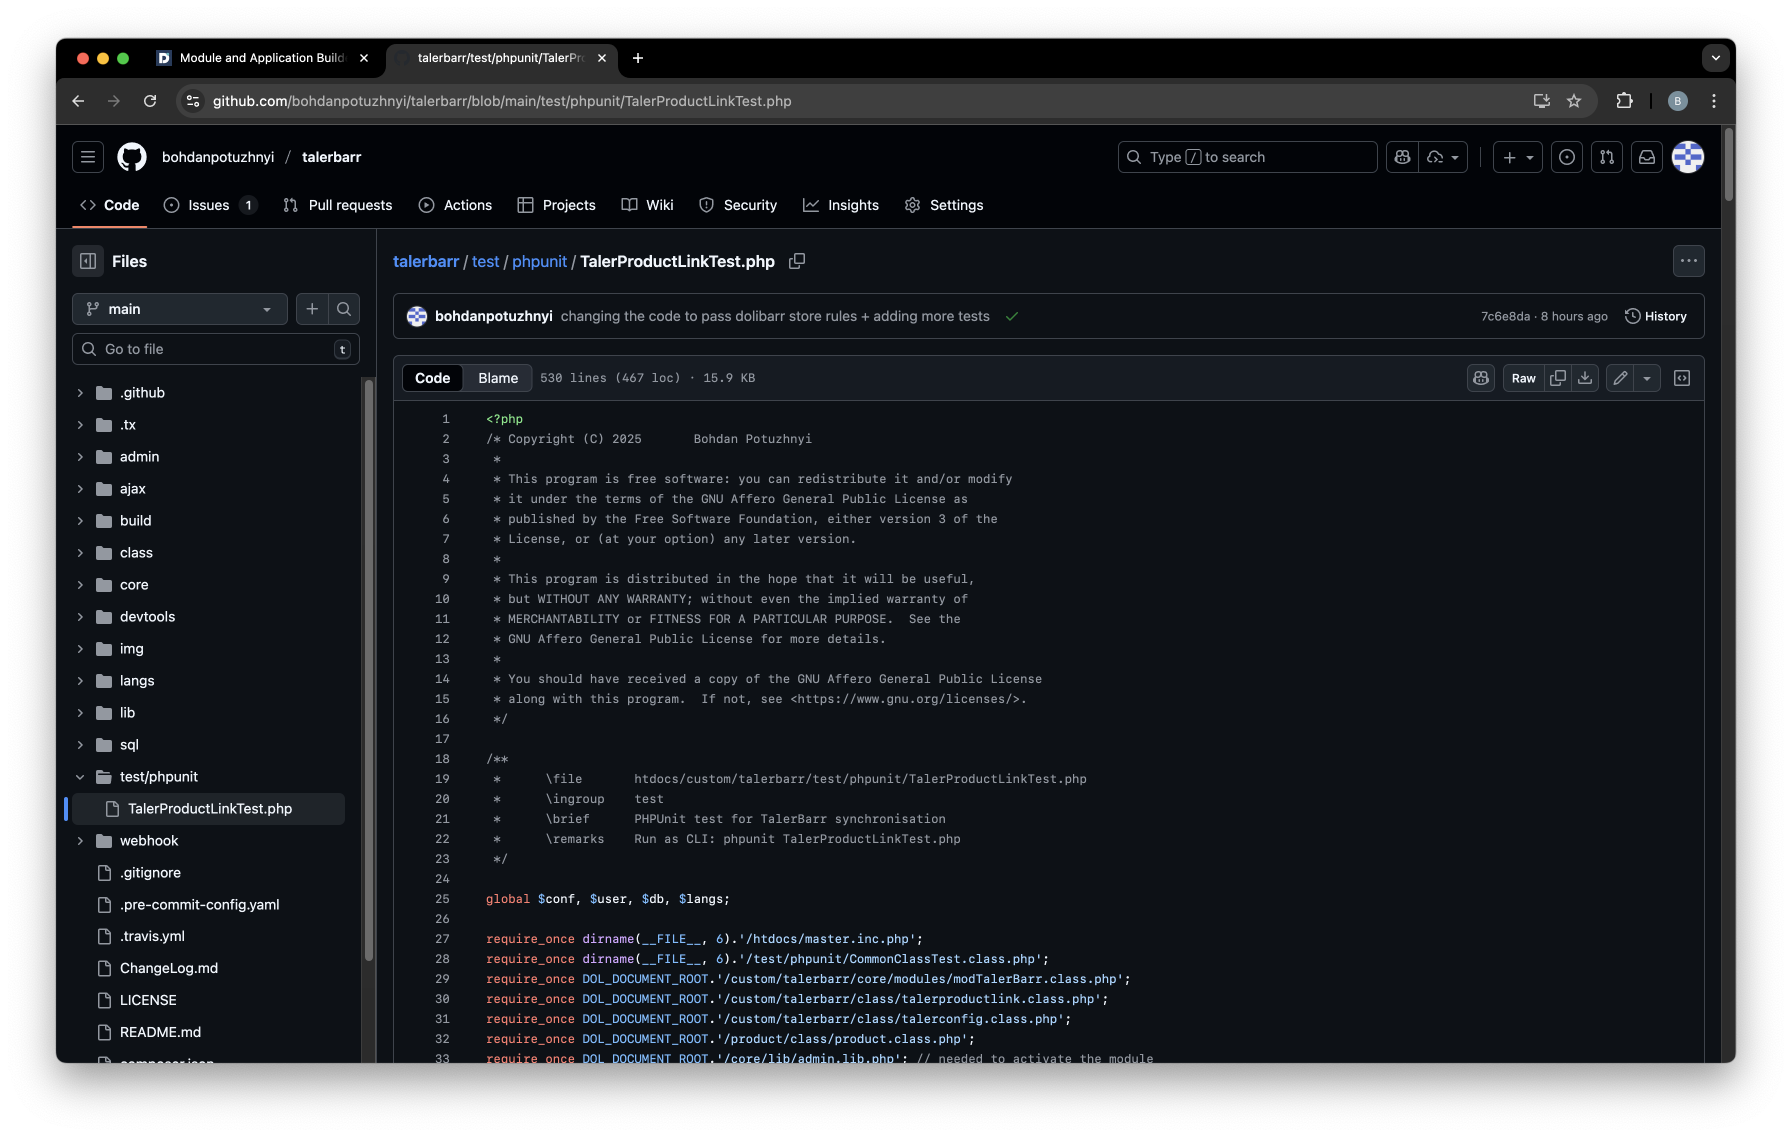 Module and Application Build
talerbarr/test/phpunit/TalerPr
github.com/bohdanpotuzhnyi/talerbarr/blob/main/test/phpunit/TalerProductLinkTest.php
B
bohdanpotuzhnyi / talerbarr
Type / to search
Code
Issues 1
Pull requests
Actions
Projects
Wiki
Security
Insights
Settings
Files
main
Go to file
t
.github
.tx
admin
ajax
build
class
core
devtools
img
langs
lib
sql
test/phpunit
TalerProductLinkTest.php
webhook
.gitignore
.pre-commit-config.yaml
.travis.yml
ChangeLog.md
LICENSE
README.md
composer.json
talerbarr / test / phpunit / TalerProductLinkTest.php
bohdanpotuzhnyi changing the code to pass dolibarr store rules + adding more tests
7c6e8da · 8 hours ago
History
Code
Blame
530 lines (467 loc) · 15.9 KB
Raw
1 <?php
2 /* Copyright (C) 2025       Bohdan Potuzhnyi
3  *
4  * This program is free software: you can redistribute it and/or modify
5  * it under the terms of the GNU Affero General Public License as
6  * published by the Free Software Foundation, either version 3 of the
7  * License, or (at your option) any later version.
8  *
9  * This program is distributed in the hope that it will be useful,
10  * but WITHOUT ANY WARRANTY; without even the implied warranty of
11  * MERCHANTABILITY or FITNESS FOR A PARTICULAR PURPOSE.  See the
12  * GNU Affero General Public License for more details.
13  *
14  * You should have received a copy of the GNU Affero General Public License
15  * along with this program.  If not, see <https://www.gnu.org/licenses/>.
16  */
17
18 /**
19  *      \file       htdocs/custom/talerbarr/test/phpunit/TalerProductLinkTest.php
20  *      \ingroup    test
21  *      \brief      PHPUnit test for TalerBarr synchronisation
22  *      \remarks    Run as CLI: phpunit TalerProductLinkTest.php
23  */
24
25 global $conf, $user, $db, $langs;
26
27 require_once dirname(__FILE__, 6).'/htdocs/master.inc.php';
28 require_once dirname(__FILE__, 6).'/test/phpunit/CommonClassTest.class.php';
29 require_once DOL_DOCUMENT_ROOT.'/custom/talerbarr/core/modules/modTalerBarr.class.php';
30 require_once DOL_DOCUMENT_ROOT.'/custom/talerbarr/class/talerproductlink.class.php';
31 require_once DOL_DOCUMENT_ROOT.'/custom/talerbarr/class/talerconfig.class.php';
32 require_once DOL_DOCUMENT_ROOT.'/product/class/product.class.php';
33 require_once DOL_DOCUMENT_ROOT.'/core/lib/admin.lib.php'; // needed to activate the module